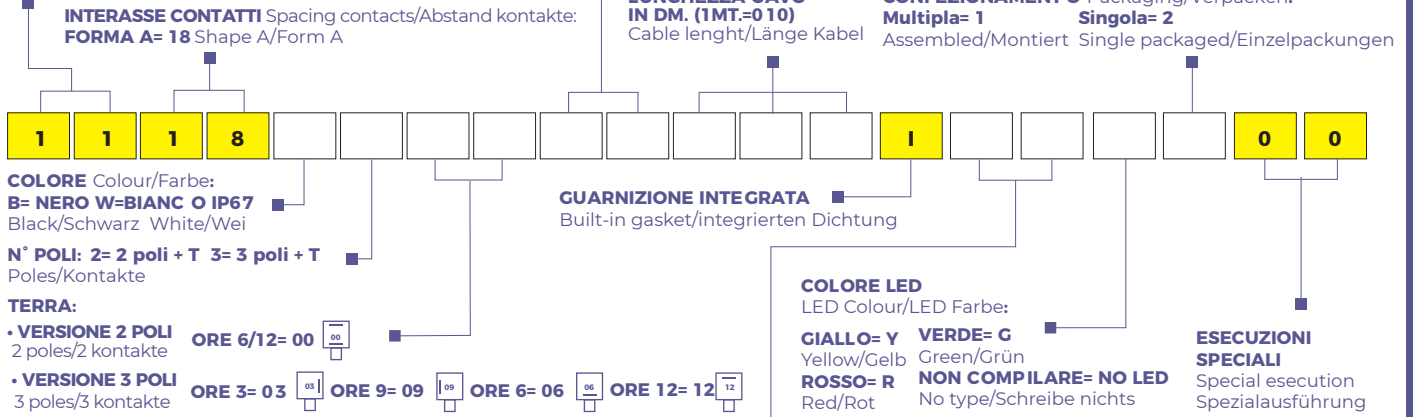 INTERASSE CONTATTI Spacing contacts/Abstand kontakte:
FORMA A= 18 Shape A/Form A
IN DM. (1MT.=010)
Cable lenght/Länge Kabel
Multipla= 1 Singola= 2
Assembled/Montiert Single packaged/Einzelpackungen
1 1 1 8 I 0 0
COLORE Colour/Farbe:
B= NERO W=BIANC O IP67
Black/Schwarz White/Wei
GUARNIZIONE INTE GRATA
Built-in gasket/integrierten Dichtung
N° POLI: 2= 2 poli + T 3= 3 poli + T
Poles/Kontakte
TERRA:
• VERSIONE 2 POLI
2 poles/2 kontakte
ORE 6/12= 00 00
• VERSIONE 3 POLI
3 poles/3 kontakte
ORE 3= 03 03 ORE 9= 09 09 ORE 6= 06 06 ORE 12= 12 12
COLORE LED
LED Colour/LED Farbe:
GIALLO= Y VERDE= G
Yellow/Gelb Green/Grün
ROSSO= R NON COMPILARE= NO LED
Red/Rot No type/Schreibe nichts
ESECUZIONI
SPECIALI
Special esecution
Spezialausführung